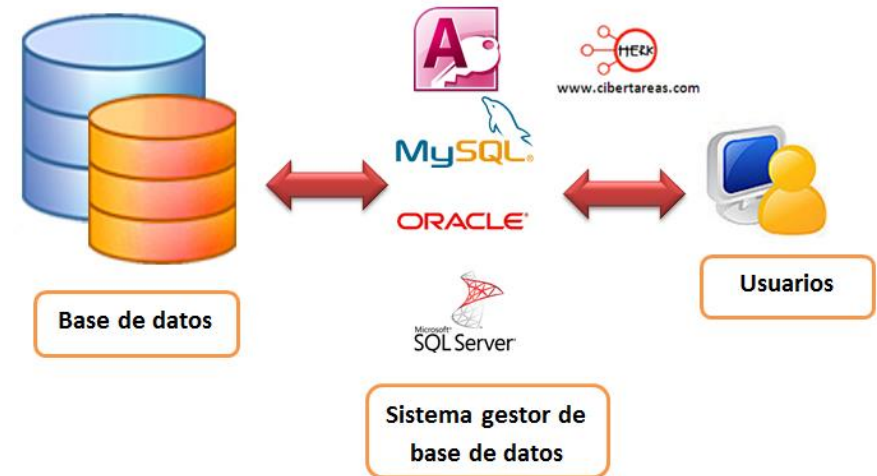 A
HERK
www.cibertareas.com
MySQL®
ORACLE®
Microsoft®
SQL Server®
Usuarios
Base de datos
Sistema gestor de
base de datos